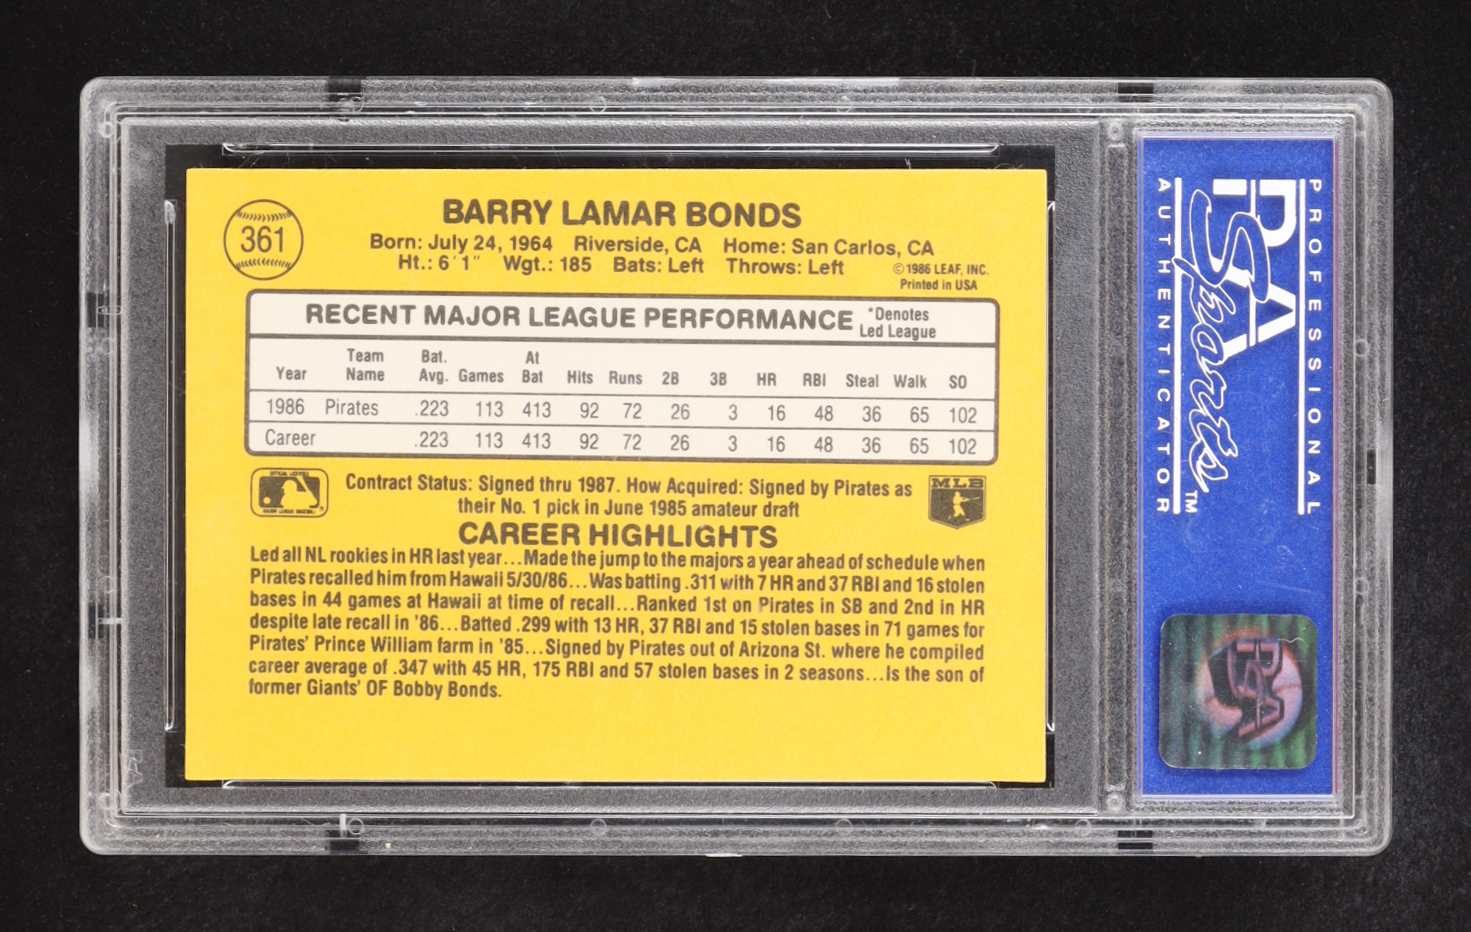 361
BARRY LAMAR BONDS
Born: July 24, 1964 Riverside, CA Home: San Carlos, CA
Ht.: 6'1" Wgt.: 185 Bats: Left Throws: Left
©1986 LEAF, INC.
Printed in USA
RECENT MAJOR LEAGUE PERFORMANCE
*Denotes
Led League
Year Team Name Bat. Avg. Games At Bat Hits Runs 2B 3B HR RBI Steal Walk SO
1986 Pirates .223 113 413 92 72 26 3 16 48 36 65 102
Career .223 113 413 92 72 26 3 16 48 36 65 102
Contract Status: Signed thru 1987. How Acquired: Signed by Pirates as
their No. 1 pick in June 1985 amateur draft
MLB
CAREER HIGHLIGHTS
Led all NL rookies in HR last year...Made the jump to the majors a year ahead of schedule when
Pirates recalled him from Hawaii 5/30/86...Was batting .311 with 7 HR and 37 RBI and 16 stolen
bases in 44 games at Hawaii at time of recall...Ranked 1st on Pirates in SB and 2nd in HR
despite late recall in '86...Batted .299 with 13 HR, 37 RBI and 15 stolen bases in 71 games for
Pirates' Prince William farm in '85...Signed by Pirates out of Arizona St. where he compiled
career average of .347 with 45 HR, 175 RBI and 57 stolen bases in 2 seasons...Is the son of
former Giants' OF Bobby Bonds.
PROFESSIONAL
PSA
Sports
TM
AUTHENTICATOR
PSA